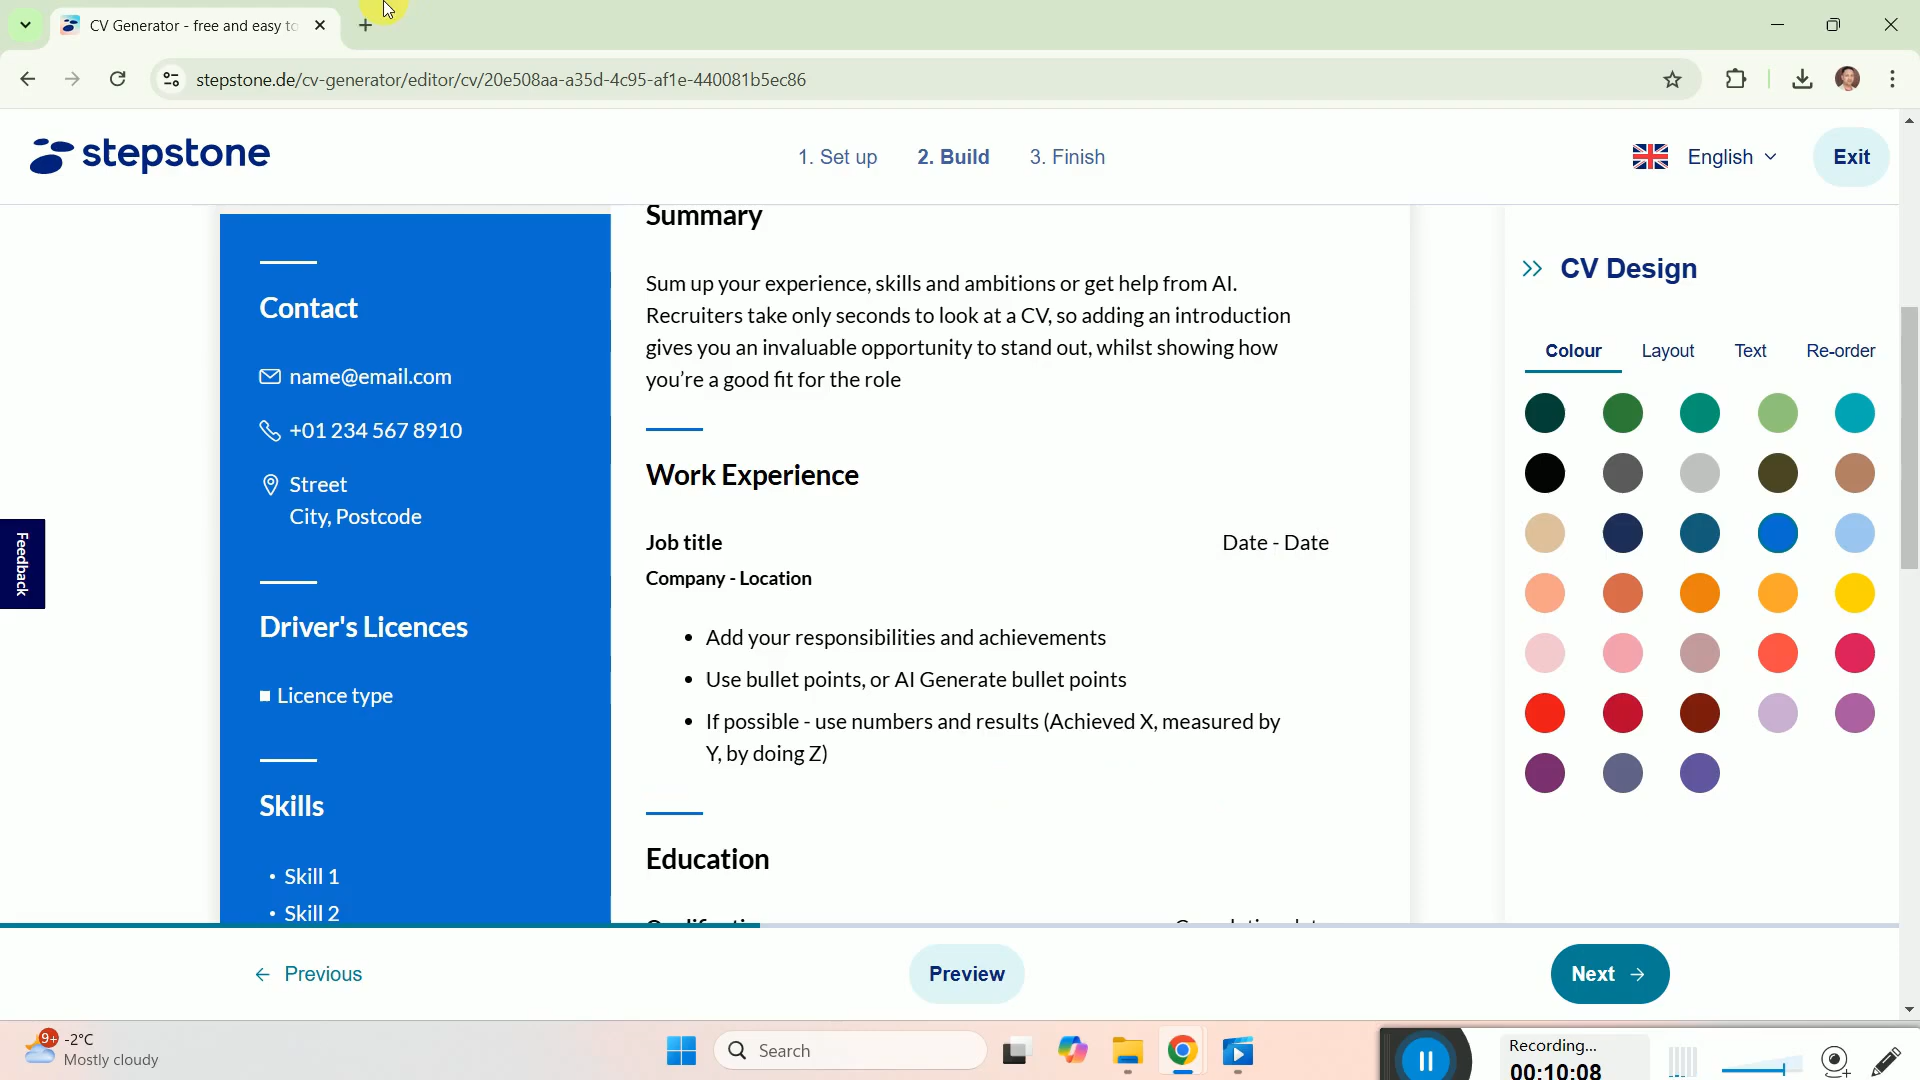 CV Generator - free and easy to
stepstone.de/cv-generator/editor/cv/20e508aa-a35d-4c95-af1e-440081b5ec86
stepstone
1. Set up
2. Build
3. Finish
English
Exit
Contact
name@email.com
+01 234 567 8910
Street
City, Postcode
Driver's Licences
Licence type
Skills
• Skill 1
• Skill 2
Summary
Sum up your experience, skills and ambitions or get help from AI.
Recruiters take only seconds to look at a CV, so adding an introduction
gives you an invaluable opportunity to stand out, whilst showing how
you're a good fit for the role
Work Experience
Job title Date - Date
Company - Location
• Add your responsibilities and achievements
• Use bullet points, or AI Generate bullet points
• If possible - use numbers and results (Achieved X, measured by
Y, by doing Z)
Education
CV Design
Colour Layout Text Re-order
Feedback
Previous
Preview
Next
9+
-2°C
Mostly cloudy
Search
Recording...
00:10:08